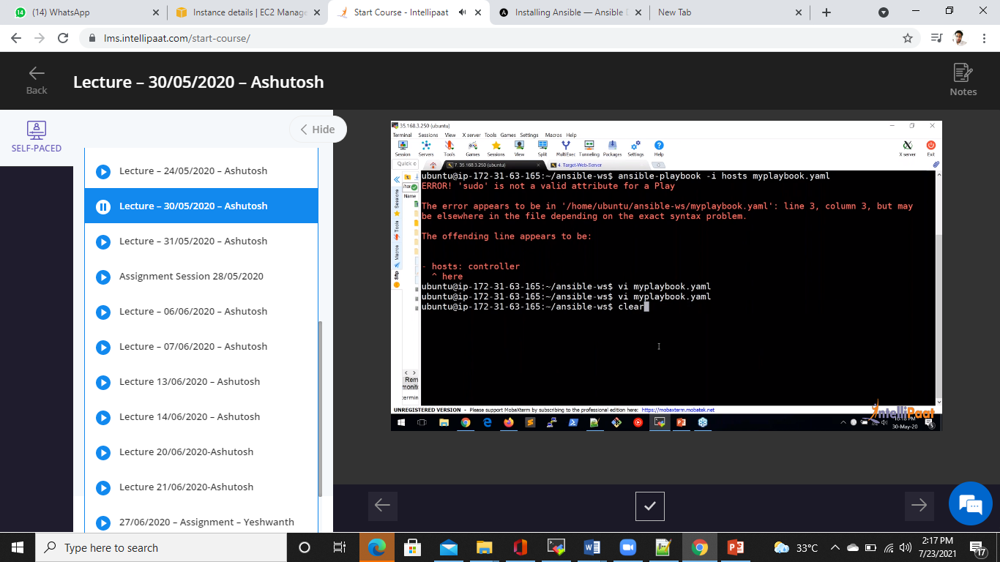 (14) WhatsApp
Instance details | EC2 Manage
Start Course - Intellipaat
Installing Ansible — Ansible D
New Tab
lms.intellipaat.com/start-course/
Back
Lecture – 30/05/2020 – Ashutosh
Notes
SELF-PACED
Hide
Lecture – 24/05/2020 – Ashutosh
Lecture – 30/05/2020 – Ashutosh
Lecture – 31/05/2020 – Ashutosh
Assignment Session 28/05/2020
Lecture – 06/06/2020 – Ashutosh
Lecture – 07/06/2020 – Ashutosh
Lecture 13/06/2020 – Ashutosh
Lecture 14/06/2020 – Ashutosh
Lecture 20/06/2020-Ashutosh
Lecture 21/06/2020-Ashutosh
27/06/2020 – Assignment – Yeshwanth
35.168.3.250 (ubuntu)
Terminal Sessions View X server Tools Games Settings Macros Help
Session Servers Tools Games Sessions View Split MultiExec Tunneling Packages Settings Help X server Exit
Quick c
7. 35.168.3.250 (ubuntu)
4. Target-Web-Server
/hor
Name
Sessions
Tools
Macros
Sftp
ubuntu@ip-172-31-63-165:~/ansible-ws$ ansible-playbook -i hosts myplaybook.yaml
ERROR! 'sudo' is not a valid attribute for a Play
The error appears to be in '/home/ubuntu/ansible-ws/myplaybook.yaml': line 3, column 3, but may
be elsewhere in the file depending on the exact syntax problem.
The offending line appears to be:
- hosts: controller
^ here
ubuntu@ip-172-31-63-165:~/ansible-ws$ vi myplaybook.yaml
ubuntu@ip-172-31-63-165:~/ansible-ws$ vi myplaybook.yaml
ubuntu@ip-172-31-63-165:~/ansible-ws$ clear
Rem
monito
termin
UNREGISTERED VERSION - Please support MobaXterm by subscribing to the professional edition here: https://mobaxterm.mobatek.net
IntelliPaat
30-May-20
5
Type here to search
33°C
2:17 PM
7/23/2021
17